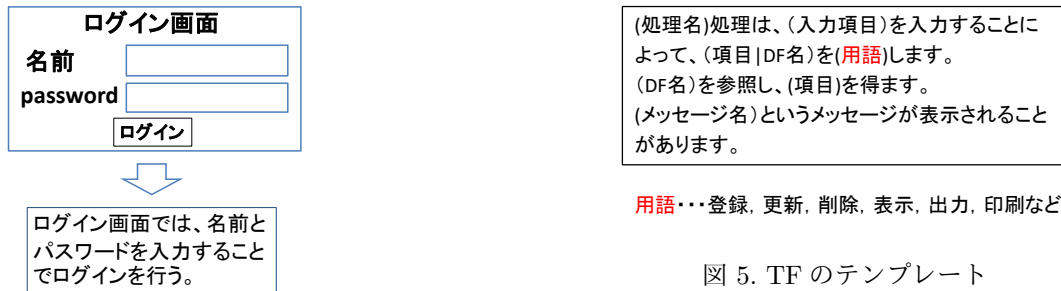 ログイン画面
名前
password
ログイン
ログイン画面では、名前と
パスワードを入力すること
でログインを行う。
(処理名)処理は、（入力項目）を入力することに
よって、（項目|DF名）を(用語)します。
（DF名）を参照し、(項目)を得ます。
(メッセージ名）というメッセージが表示されること
があります。
用語・・・登録, 更新, 削除, 表示, 出力, 印刷など
図 5. TF のテンプレート